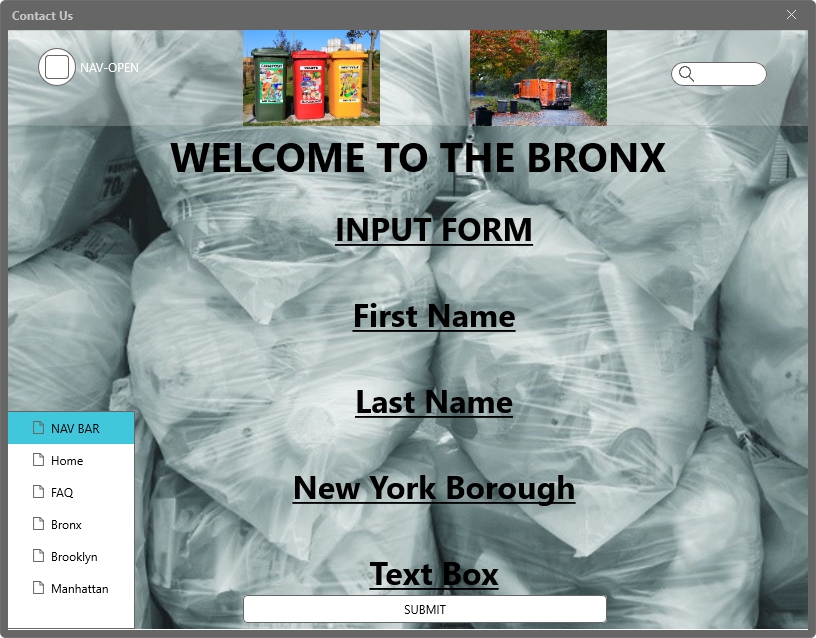 Contact Us
NAV-OPEN
WELCOME TO THE BRONX
INPUT FORM
First Name
Last Name
New York Borough
Text Box
NAV BAR
Home
FAQ
Bronx
Brooklyn
Manhattan
SUBMIT